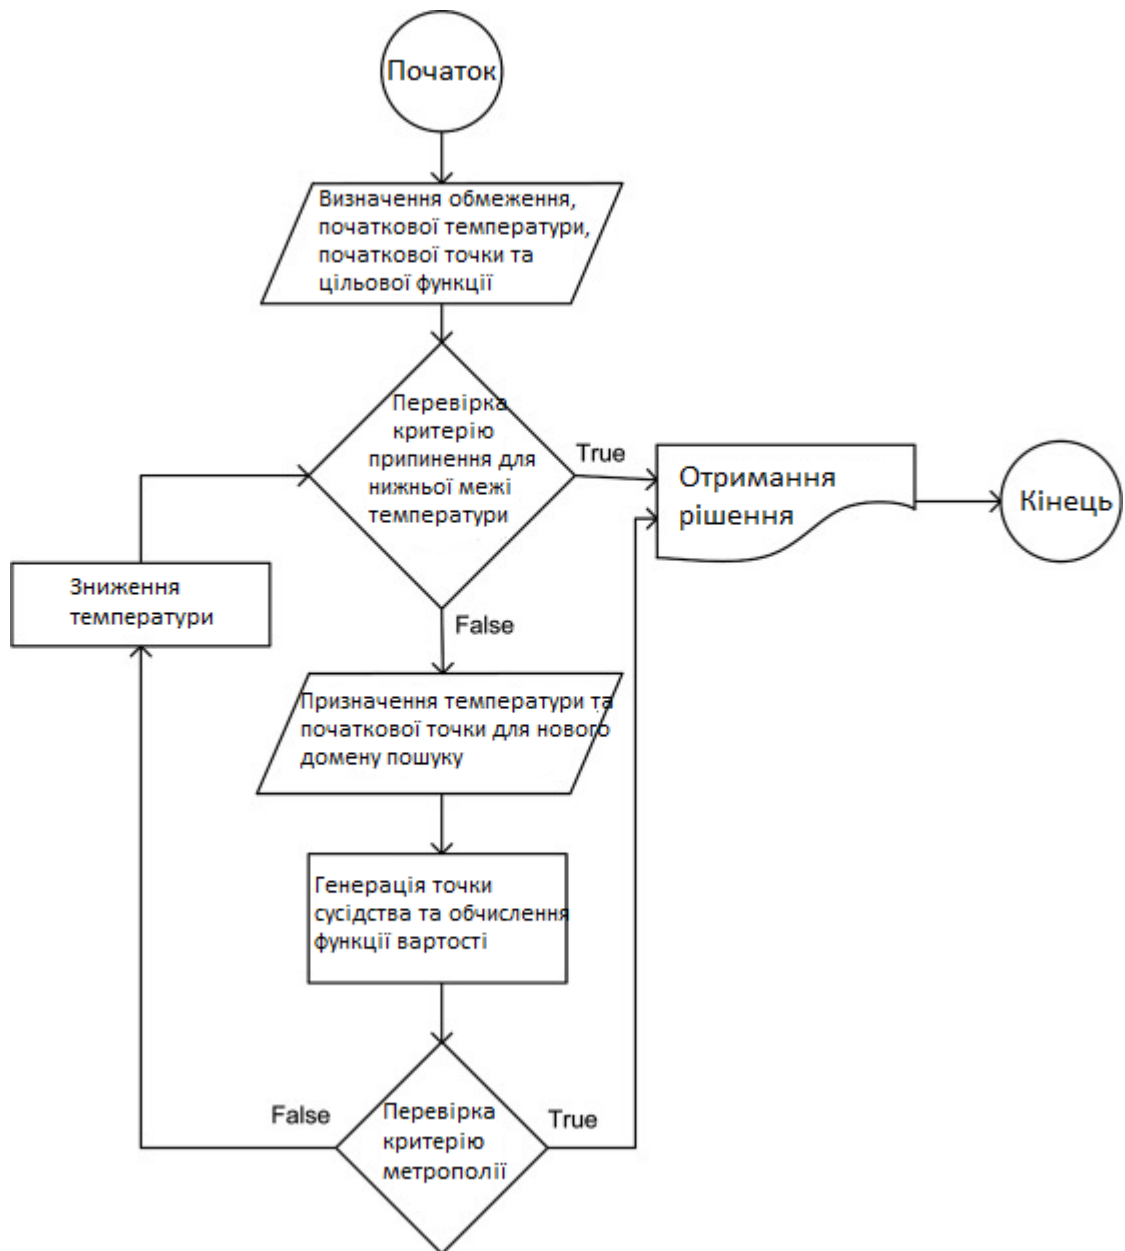 Початок
Визначення обмеження,
початкової температури,
початкової точки та
цільової функції
Перевірка
критерію
припинення для
нижньої межі
температури
True
Отримання
рішення
Кінець
Зниження
температури
False
Призначення температури та
початкової точки для нового
домену пошуку
Генерація точки
сусідства та обчислення
функції вартості
False
Перевірка
критерію
метрополії
True